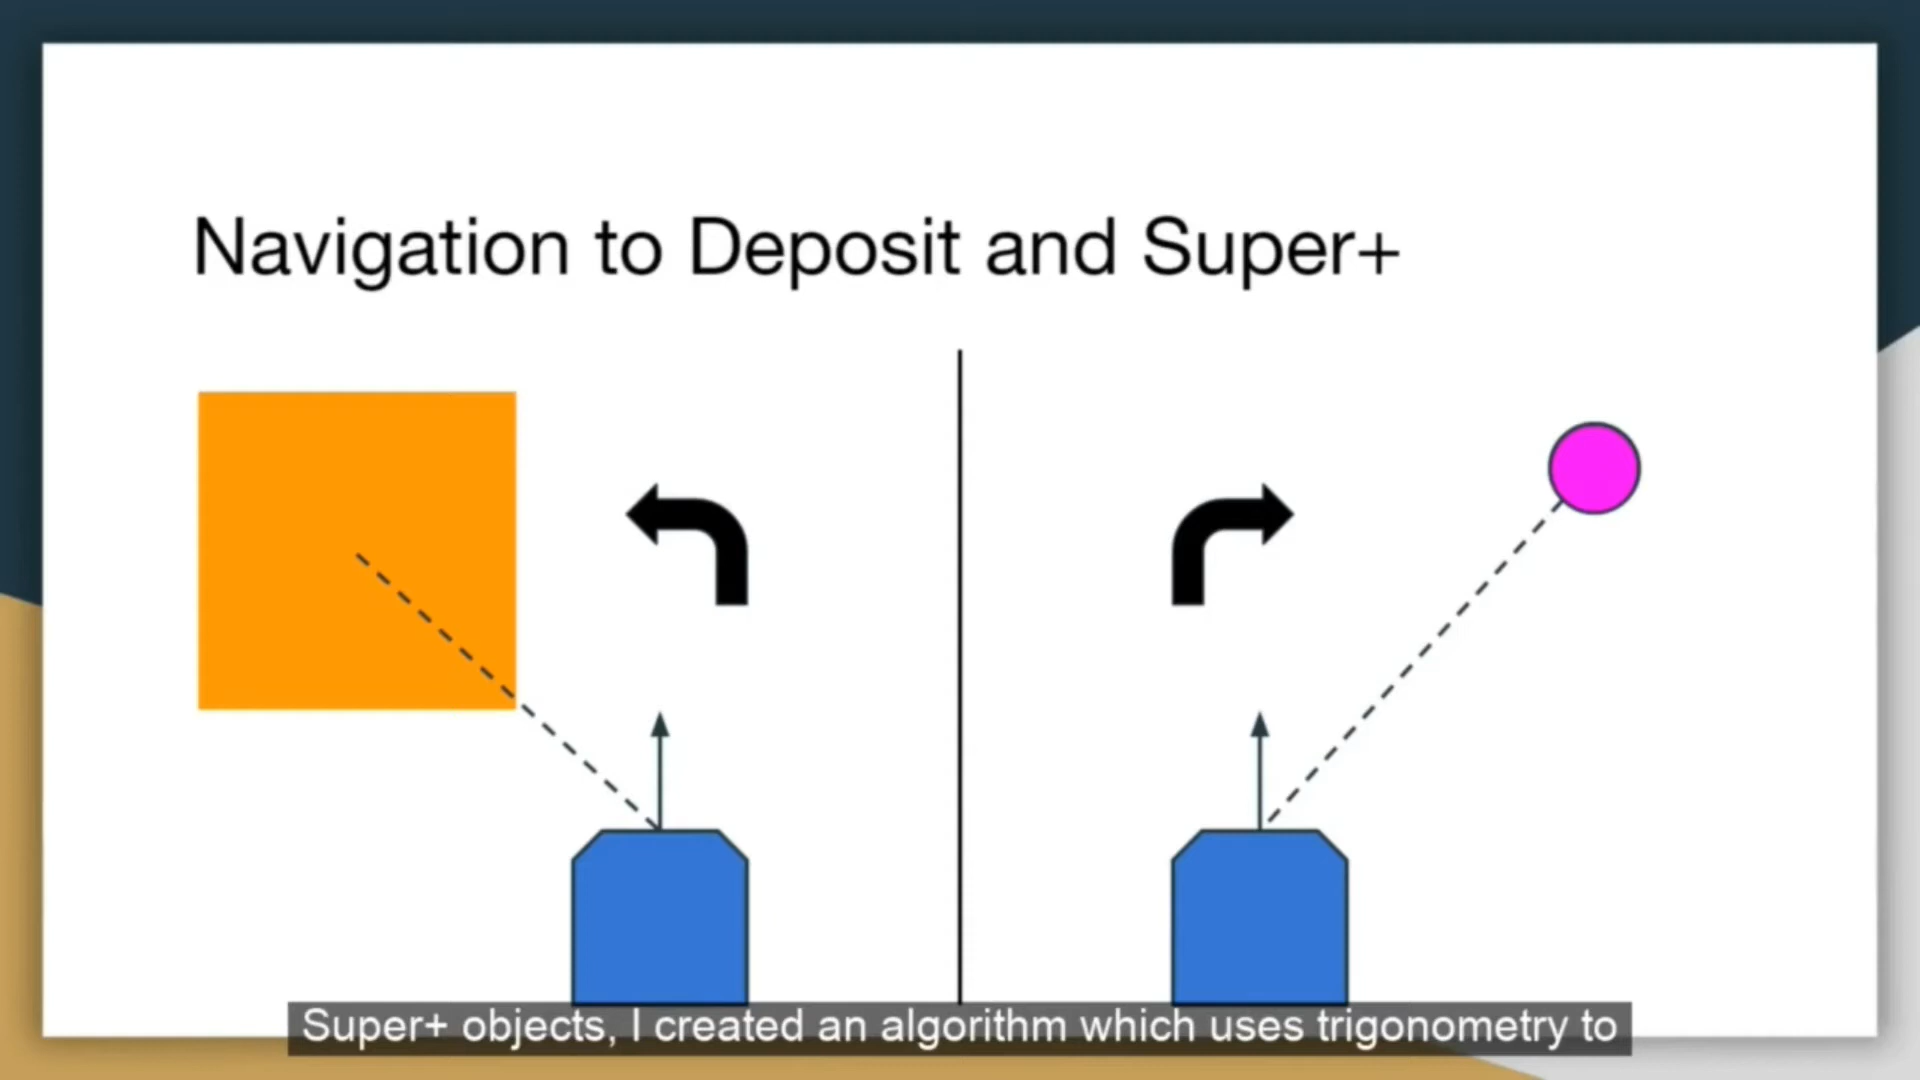 Navigation to Deposit and Super+
Super+ objects, I created an algorithm which uses trigonometry to